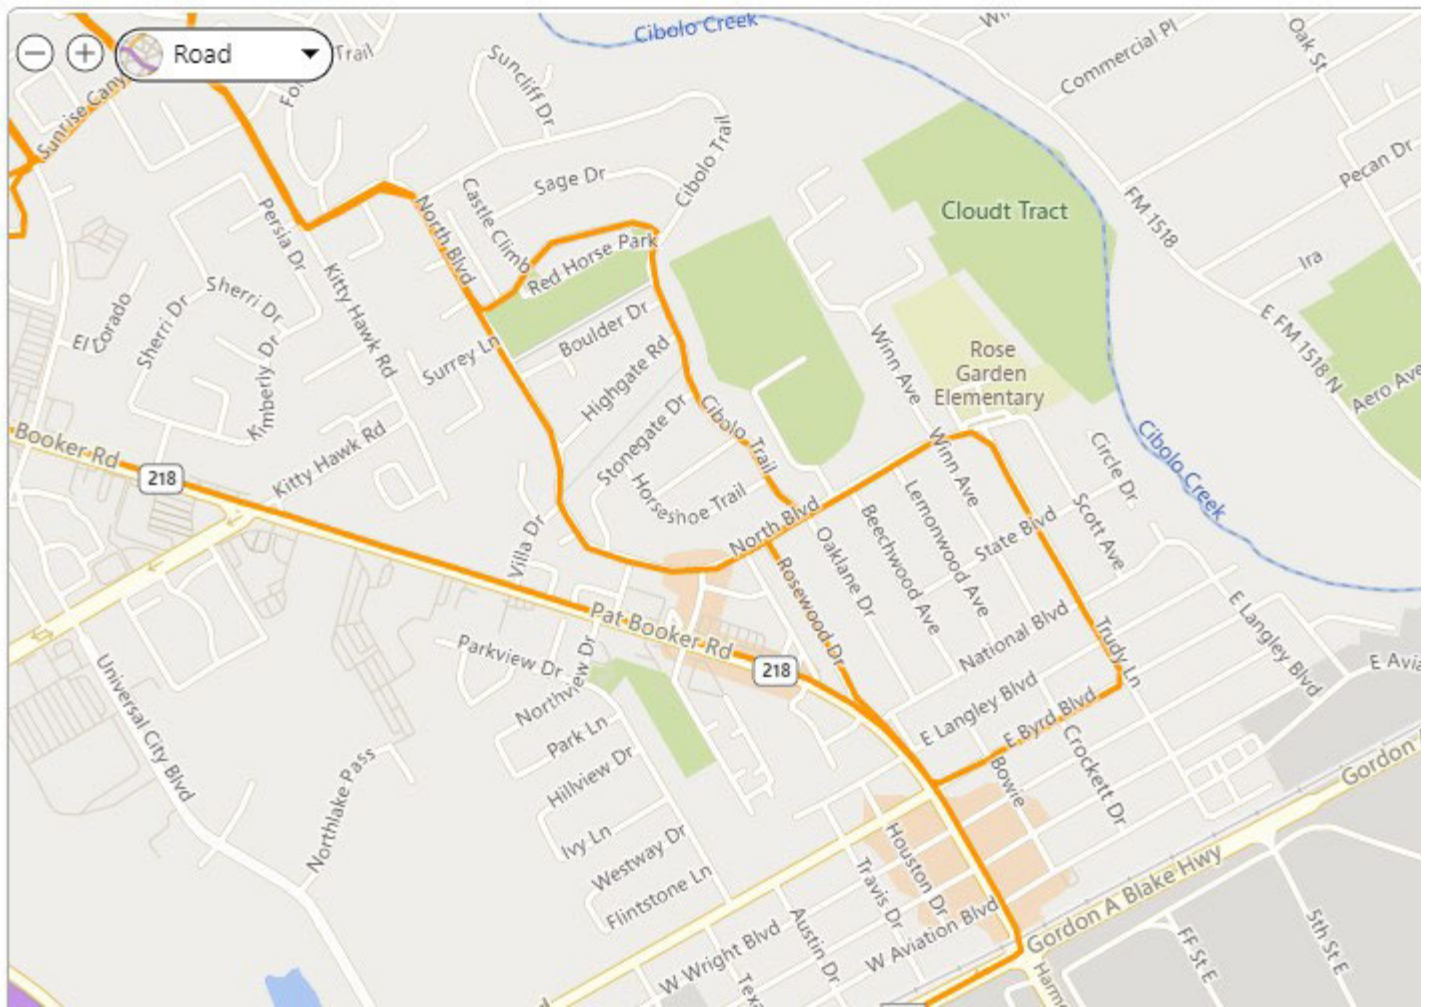 Cibolo Creek
Road
Trail
Commercial Pl
Oak St
Suncliff Dr
Sunrise Cany
Cibolo Trail
Pecan Dr
Sage Dr
Castle Climb
FM 1518
Cloudt Tract
North Blvd
Persia Dr
Red Horse Park
Ira
Kitty Hawk Rd
Sherri Dr
Sherri Dr
El Dorado
E FM 1518 N
Boulder Dr
Surrey Ln
Kimberly Dr
Highgate Rd
Winn Ave
Rose
Garden
Elementary
Aero Ave
Stonegate Dr
Cibolo Trail
Booker Rd
218
Kitty Hawk Rd
Winn Ave
Circle Dr
Cibolo Creek
Horseshoe Trail
North Blvd
Lemonwood Ave
Beechwood Ave
State Blvd
Scott Ave
Villa Dr
Oaklane Dr
Rosewood Dr
Pat Booker Rd
218
National Blvd
Trudy Ln
E Langley Blvd
E Avia
Parkview Dr
Northview Dr
Universal City Blvd
E Langley Blvd
E Byrd Blvd
Park Ln
Crockett Dr
Bowie
Gordon A
Hillview Dr
Northlake Pass
Ivy Ln
Westway Dr
Houston Dr
Travis Dr
Flintstone Ln
Gordon A Blake Hwy
W Aviation Blvd
Austin Dr
W Wright Blvd
FF St E
5th St E
Texa
Harmo